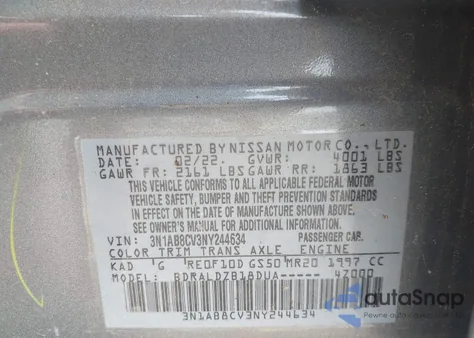 MANUFACTURED BY NISSAN MOTOR CO., LTD.
DATE: 02/22. GVWR: 4001 LBS
GAWR FR: 2161 LBS GAWR RR: 1863 LBS
THIS VEHICLE CONFORMS TO ALL APPLICABLE FEDERAL MOTOR
VEHICLE SAFETY, BUMPER AND THEFT PREVENTION STANDARDS
IN EFFECT ON THE DATE OF MANUFACTURE SHOWN ABOVE.
SEE OWNER'S MANUAL FOR ADDITIONAL INFORMATION.
VIN: 3N1AB8CV3NY244634 PASSENGER CAR.
COLOR TRIM TRANS AXLE ENGINE
KAD G RE0F10D GS50 MR20 1997 CC
MODEL: BDRALDZB18DUA----- 47000
3N1AB8CV3NY244634
autoSnap